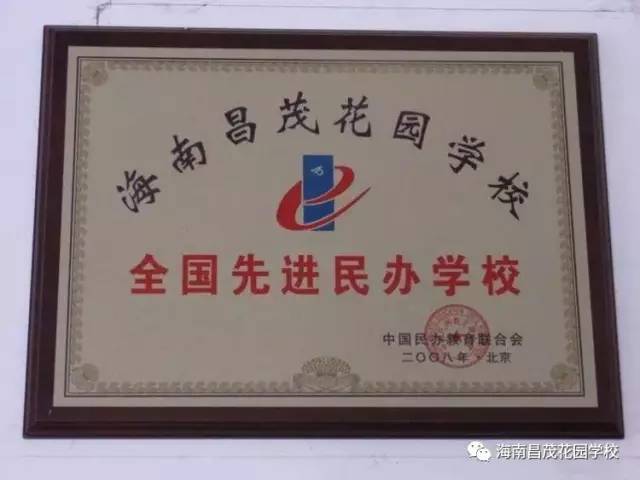 海南昌茂花园学校
全国先进民办学校
中国民办教育联合会
二〇〇八年·北京
海南昌茂花园学校